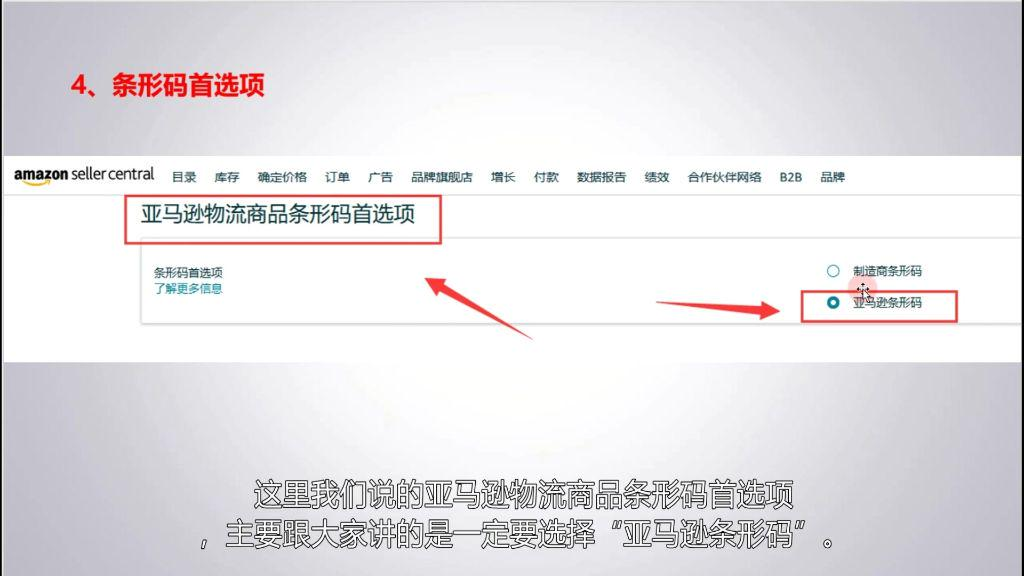 4、条形码首选项
amazon seller central 目录 库存 确定价格 订单 广告 品牌旗舰店 增长 付款 数据报告 绩效 合作伙伴网络 B2B 品牌
亚马逊物流商品条形码首选项
条形码首选项
了解更多信息
制造商条形码
亚马逊条形码
这里我们说的亚马逊物流商品条形码首选项
，主要跟大家讲的是一定要选择“亚马逊条形码”。